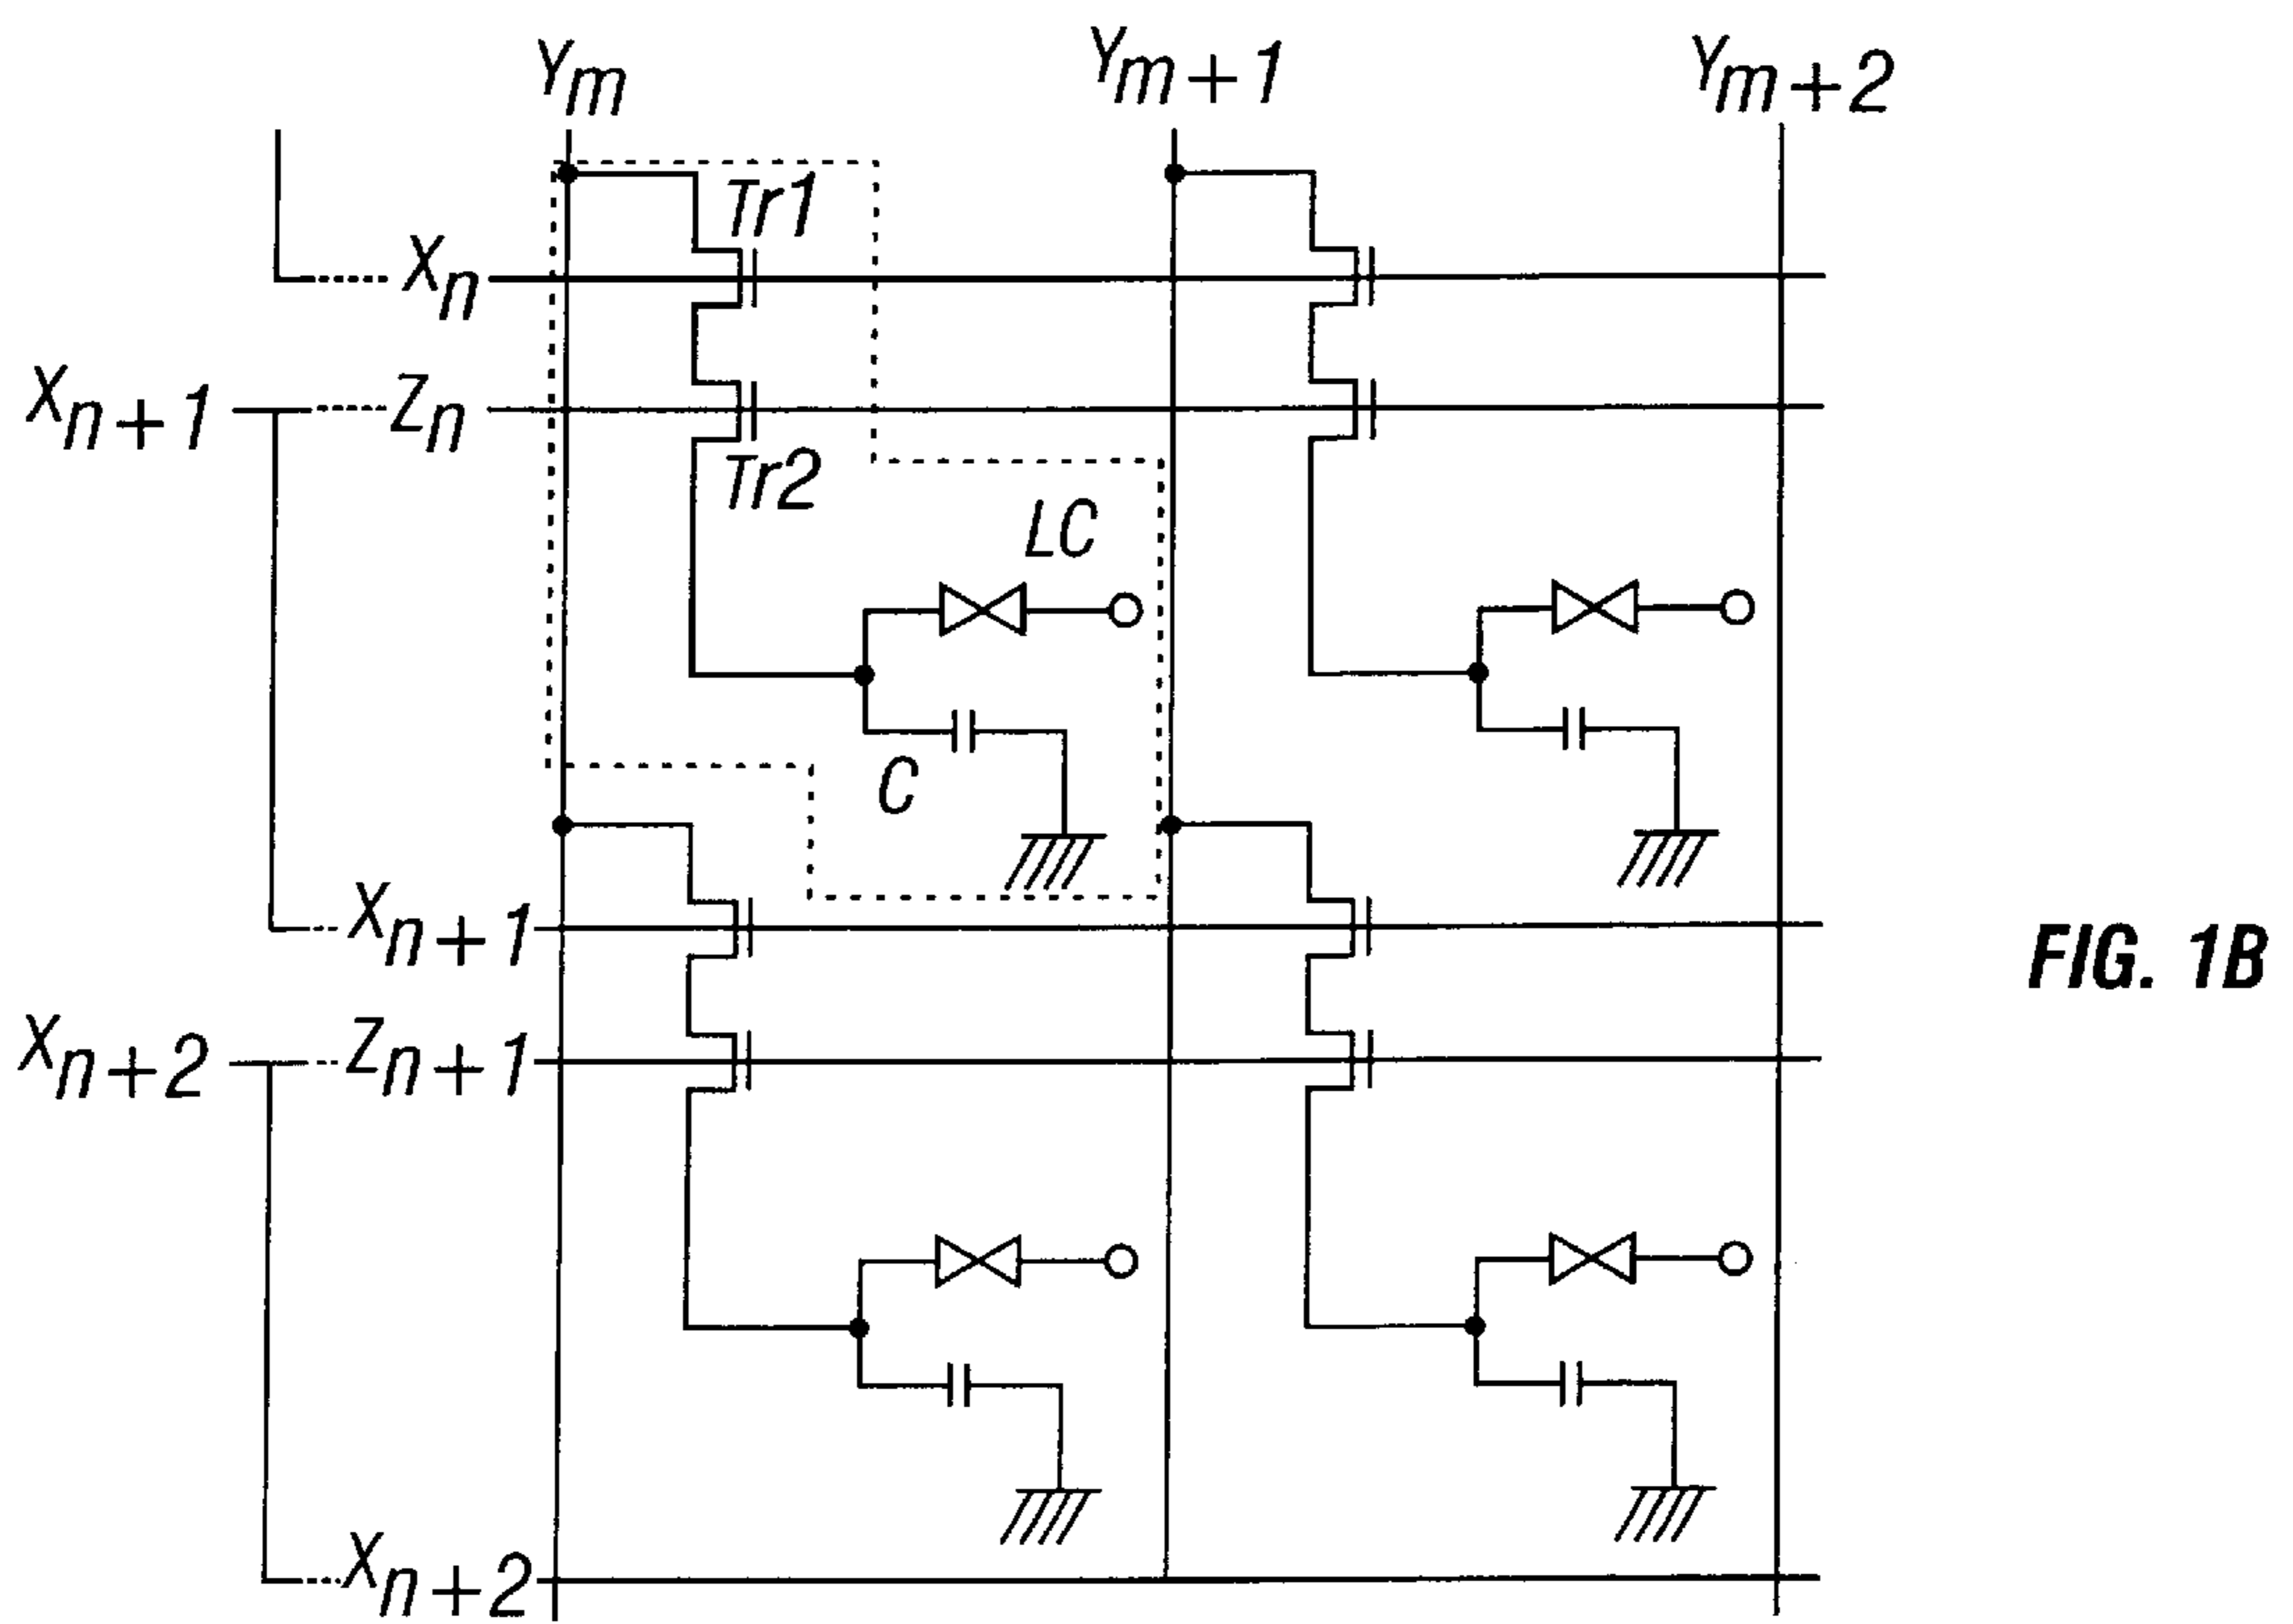 Ym Ym+1 Ym+2
Tr1
Xn
Xn+1 Zn
Tr2
LC
C
Xn+1
FIG. 1B
Xn+2 Zn+1
Xn+2